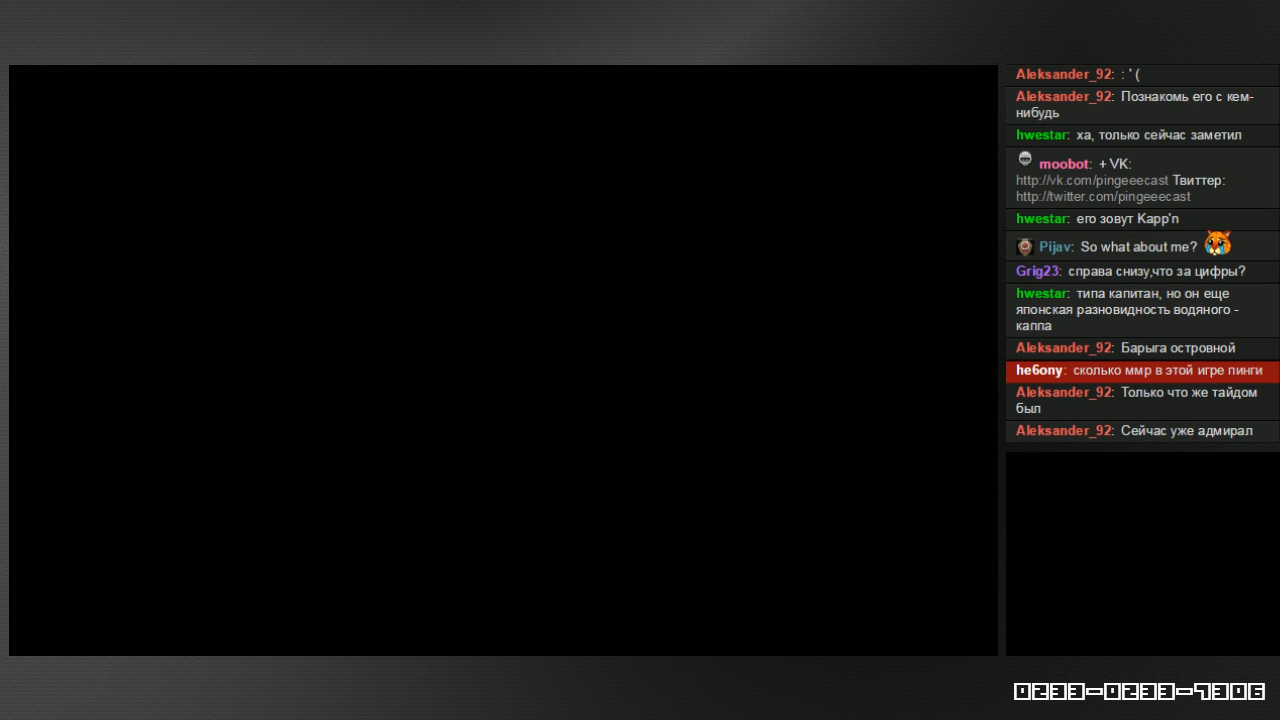 Aleksander_92: : ' (
Aleksander_92: Познакомь его с кем-
нибудь
hwestar: ха, только сейчас заметил
moobot: + VK:
http://vk.com/pingeeecast Твиттер:
http://twitter.com/pingeeecast
hwestar: его зовут Kapp'n
Pijav: So what about me?
Grig23: справа снизу,что за цифры?
hwestar: типа капитан, но он еще
японская разновидность водяного -
каппа
Aleksander_92: Барыга островной
he6ony: сколько ммр в этой игре пинги
Aleksander_92: Только что же тайдом
был
Aleksander_92: Сейчас уже адмирал
0233-0233-9306